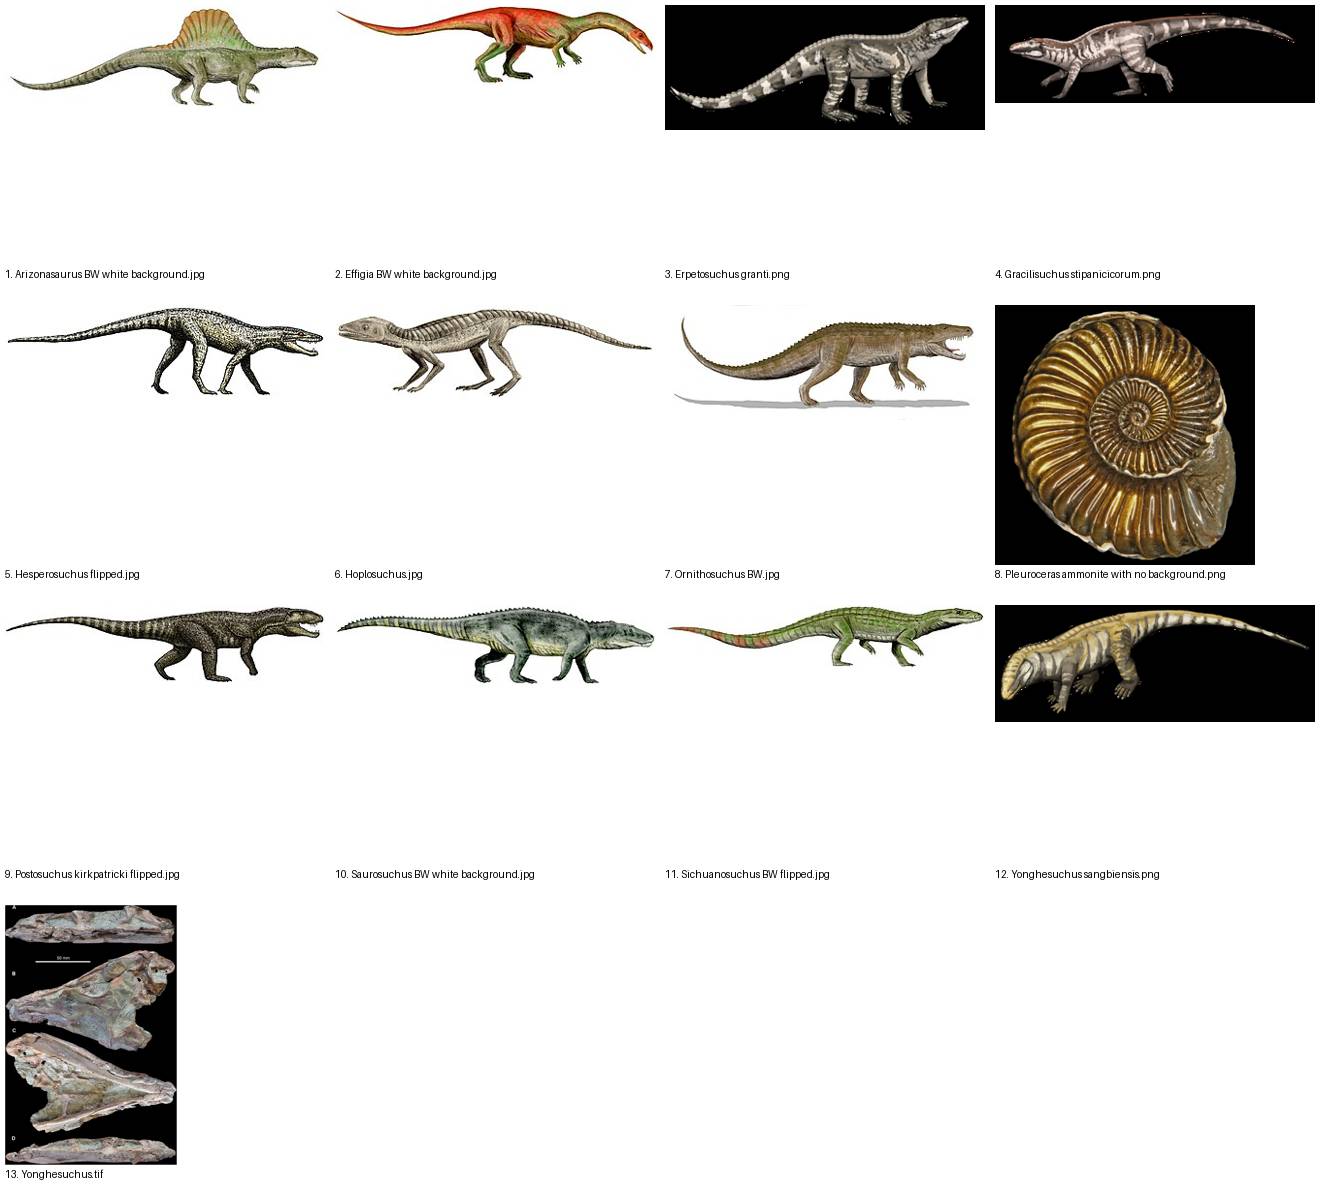 1. Arizonasaurus BW white background.jpg
2. Effigia BW white background.jpg
3. Erpetosuchus granti.png
4. Gracilisuchus stipanicicorum.png
5. Hesperosuchus flipped.jpg
6. Hoplosuchus.jpg
7. Ornithosuchus BW.jpg
8. Pleuroceras ammonite with no background.png
9. Postosuchus kirkpatricki flipped.jpg
10. Saurosuchus BW white background.jpg
11. Sichuanosuchus BW flipped.jpg
12. Yonghesuchus sangbiensis.png
A
50 mm
B
C
D
13. Yonghesuchus.tif